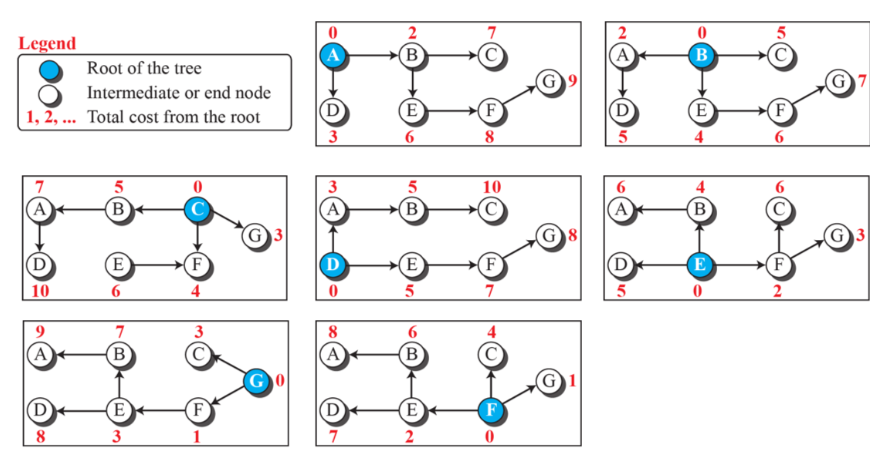 Legend
Root of the tree
Intermediate or end node
1, 2, ... Total cost from the root
0 2 7
A B C
G 9
D E F
3 6 8
2 0 5
A B C
G 7
D E F
5 4 6
7 5 0
A B C
G 3
D E F
10 6 4
3 5 10
A B C
G 8
D E F
0 5 7
6 4 6
A B C
G 3
D E F
5 0 2
9 7 3
A B C
G 0
D E F
8 3 1
8 6 4
A B C
G 1
D E F
7 2 0